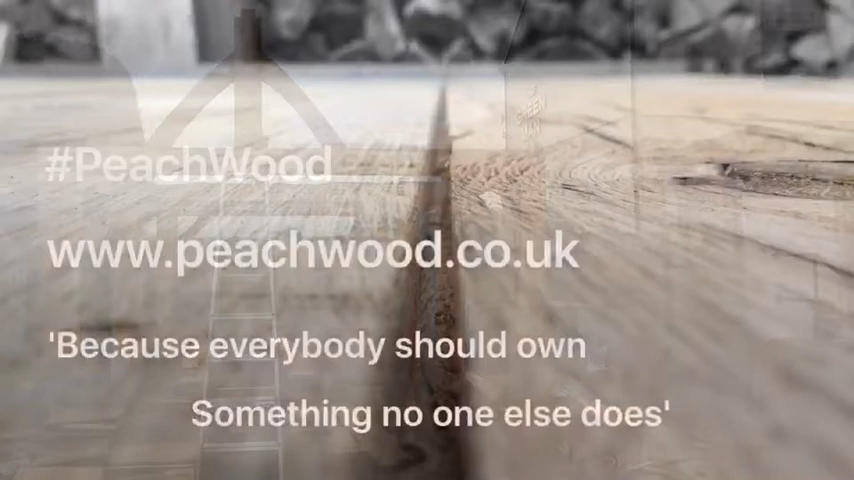 #PeachWood
www.peachwood.co.uk
'Because everybody should own
Something no one else does'